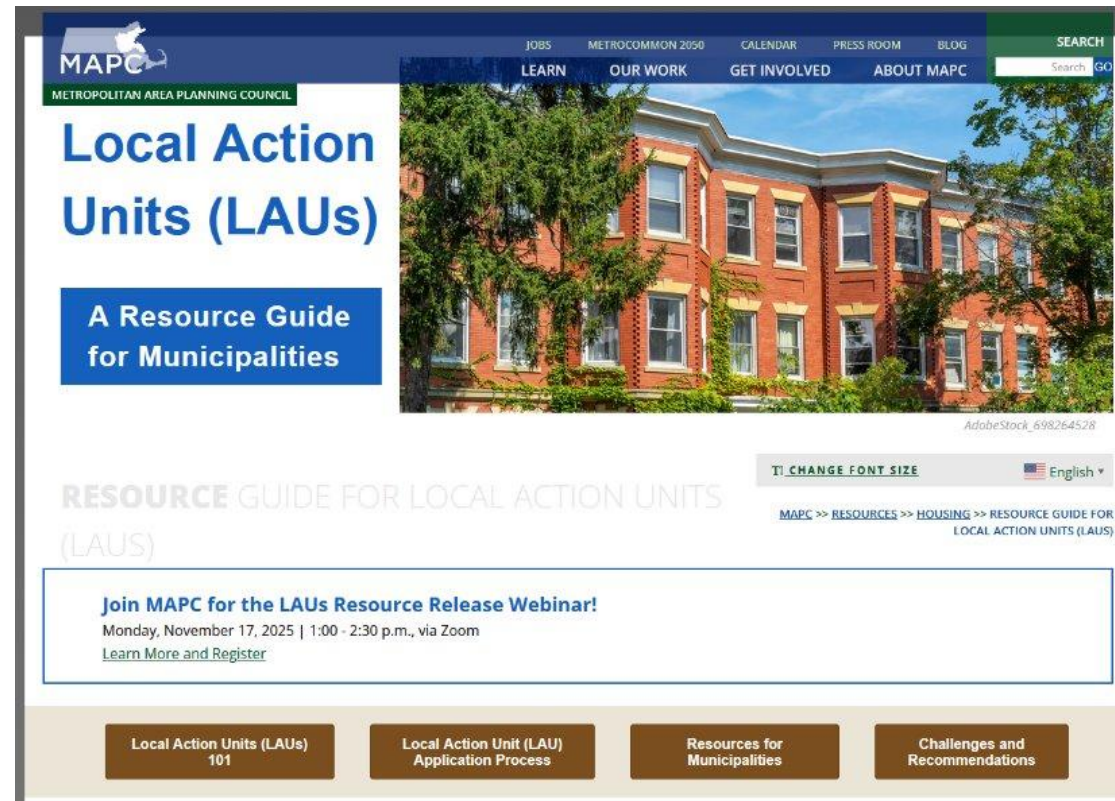 MAPC
METROPOLITAN AREA PLANNING COUNCIL
JOBS METROCOMMON 2050 CALENDAR PRESS ROOM BLOG
LEARN OUR WORK GET INVOLVED ABOUT MAPC
SEARCH
Search GO
Local Action
Units (LAUs)
A Resource Guide
for Municipalities
AdobeStock_698264528
TI CHANGE FONT SIZE
English
RESOURCE GUIDE FOR LOCAL ACTION UNITS
(LAUS)
MAPC >> RESOURCES >> HOUSING >> RESOURCE GUIDE FOR
LOCAL ACTION UNITS (LAUS)
Join MAPC for the LAUs Resource Release Webinar!
Monday, November 17, 2025 | 1:00 - 2:30 p.m., via Zoom
Learn More and Register
Local Action Units (LAUs)
101
Local Action Unit (LAU)
Application Process
Resources for
Municipalities
Challenges and
Recommendations